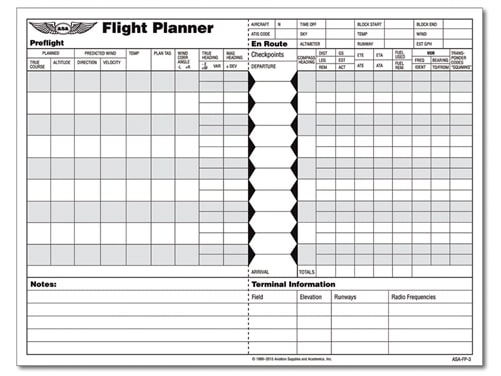 ASA Flight Planner
AIRCRAFT N TIME OFF BLOCK START BLOCK END
ATIS CODE SKY TEMP WIND
Preflight En Route ALTIMETER RUNWAY EST GPH
PLANNED PREDICTED WIND TEMP PLAN TAS WIND CORR ANGLE -L +R TRUE HEADING MAG HEADING
TRUE COURSE ALTITUDE DIRECTION VELOCITY VAR ± DEV
Checkpoints COMPASS HEADING DIST GS ETE ETA FUEL USED VOR TRANS-PONDER CODES "SQUAWKS"
LEG EST FREQ BEARING
DEPARTURE REM ACT ATE ATA FUEL REM IDENT TO/FROM
ARRIVAL TOTALS
Notes: Terminal Information
Field Elevation Runways Radio Frequencies
© 1990-2015 Aviation Supplies and Academics, Inc.
ASA-FP-3